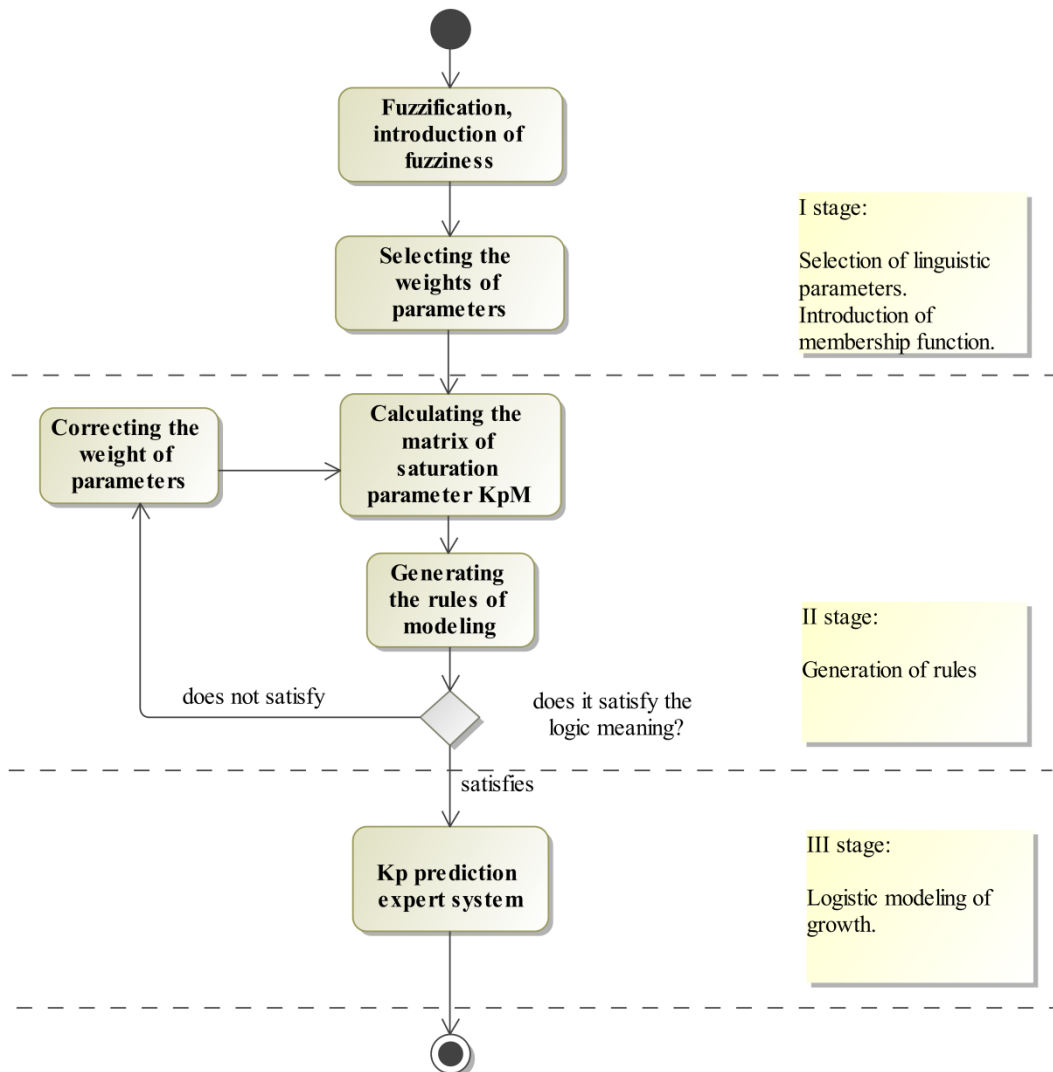 Fuzzification,
introduction of
fuzziness
Selecting the
weights of
parameters
I stage:
Selection of linguistic
parameters.
Introduction of
membership function.
Correcting the
weight of
parameters
Calculating the
matrix of
saturation
parameter KpM
Generating
the rules of
modeling
II stage:
Generation of rules
does not satisfy
does it satisfy the
logic meaning?
satisfies
Kp prediction
expert system
III stage:
Logistic modeling of
growth.